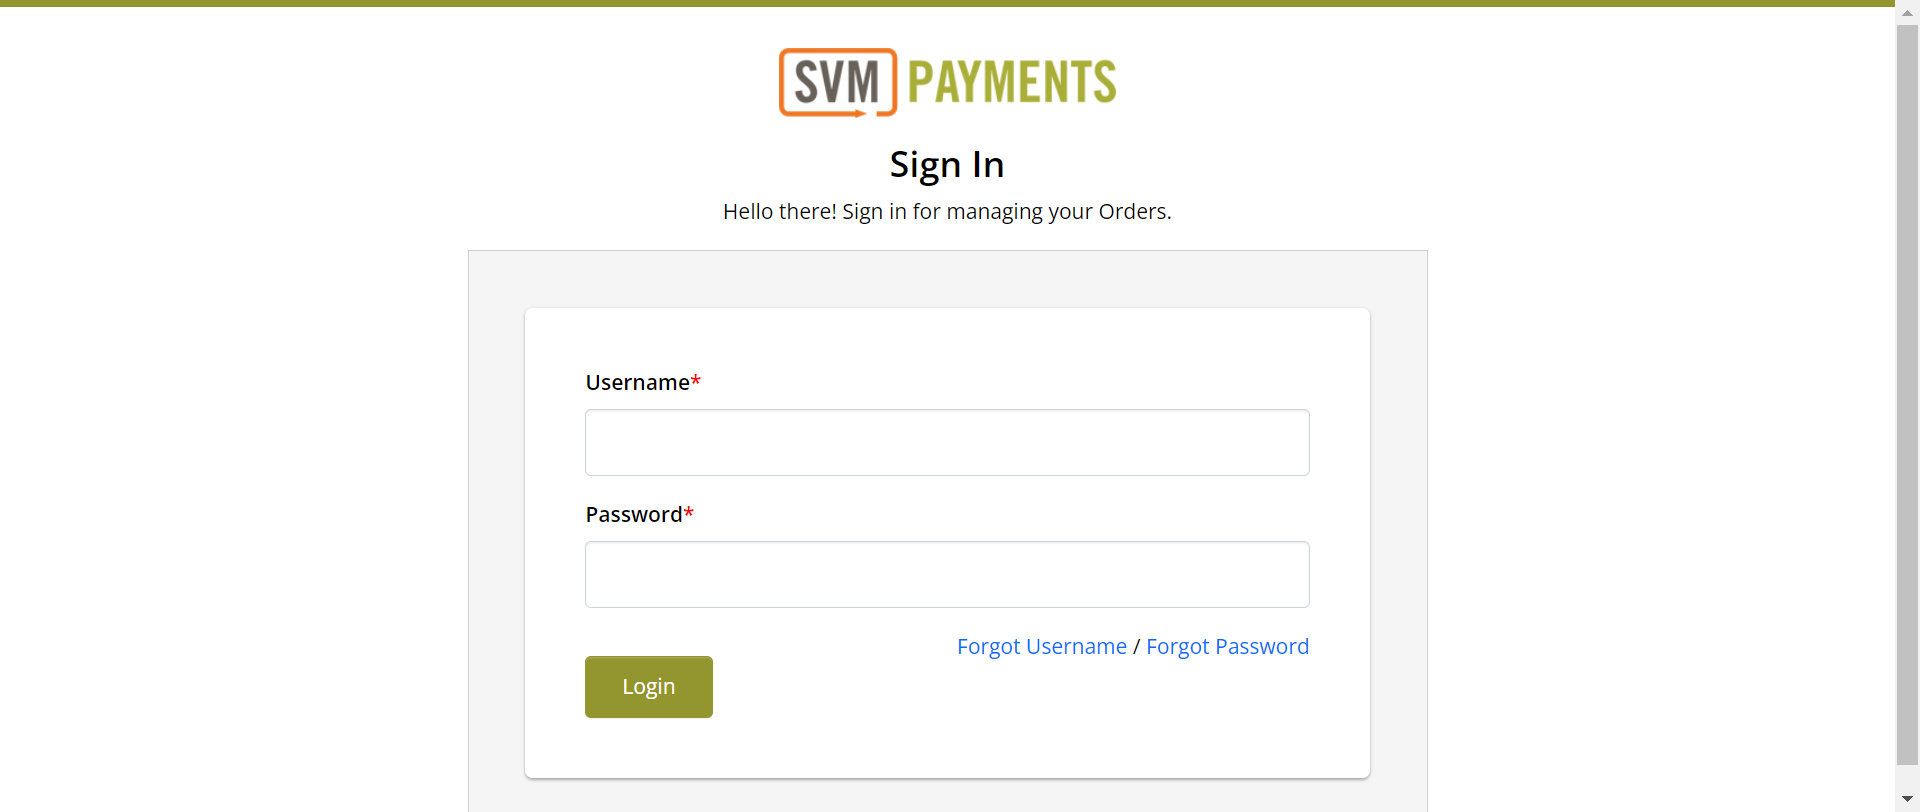 SVM PAYMENTS
Sign In
Hello there! Sign in for managing your Orders.
Username*
Password*
Forgot Username / Forgot Password
Login